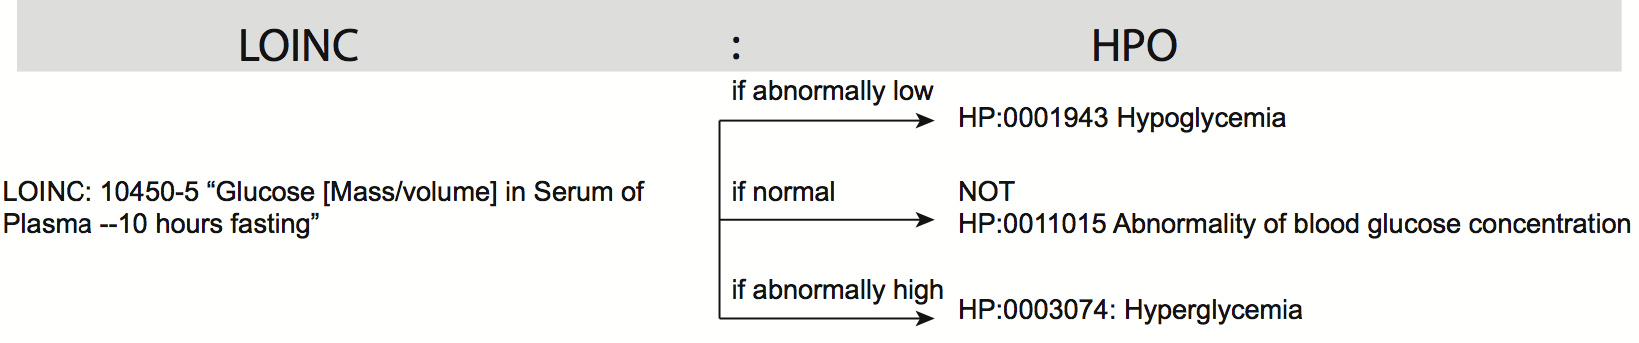 LOINC : HPO
if abnormally low
HP:0001943 Hypoglycemia
LOINC: 10450-5 “Glucose [Mass/volume] in Serum of
Plasma --10 hours fasting”
if normal
NOT
HP:0011015 Abnormality of blood glucose concentration
if abnormally high
HP:0003074: Hyperglycemia